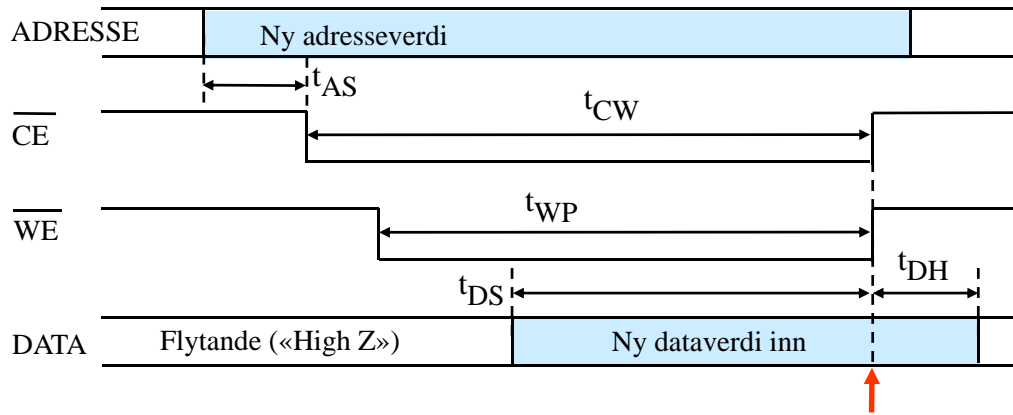 ADRESSE
Ny adresseverdi
tAS
CE
tCW
WE
tWP
tDS
tDH
DATA
Flytande («High Z»)
Ny dataverdi inn